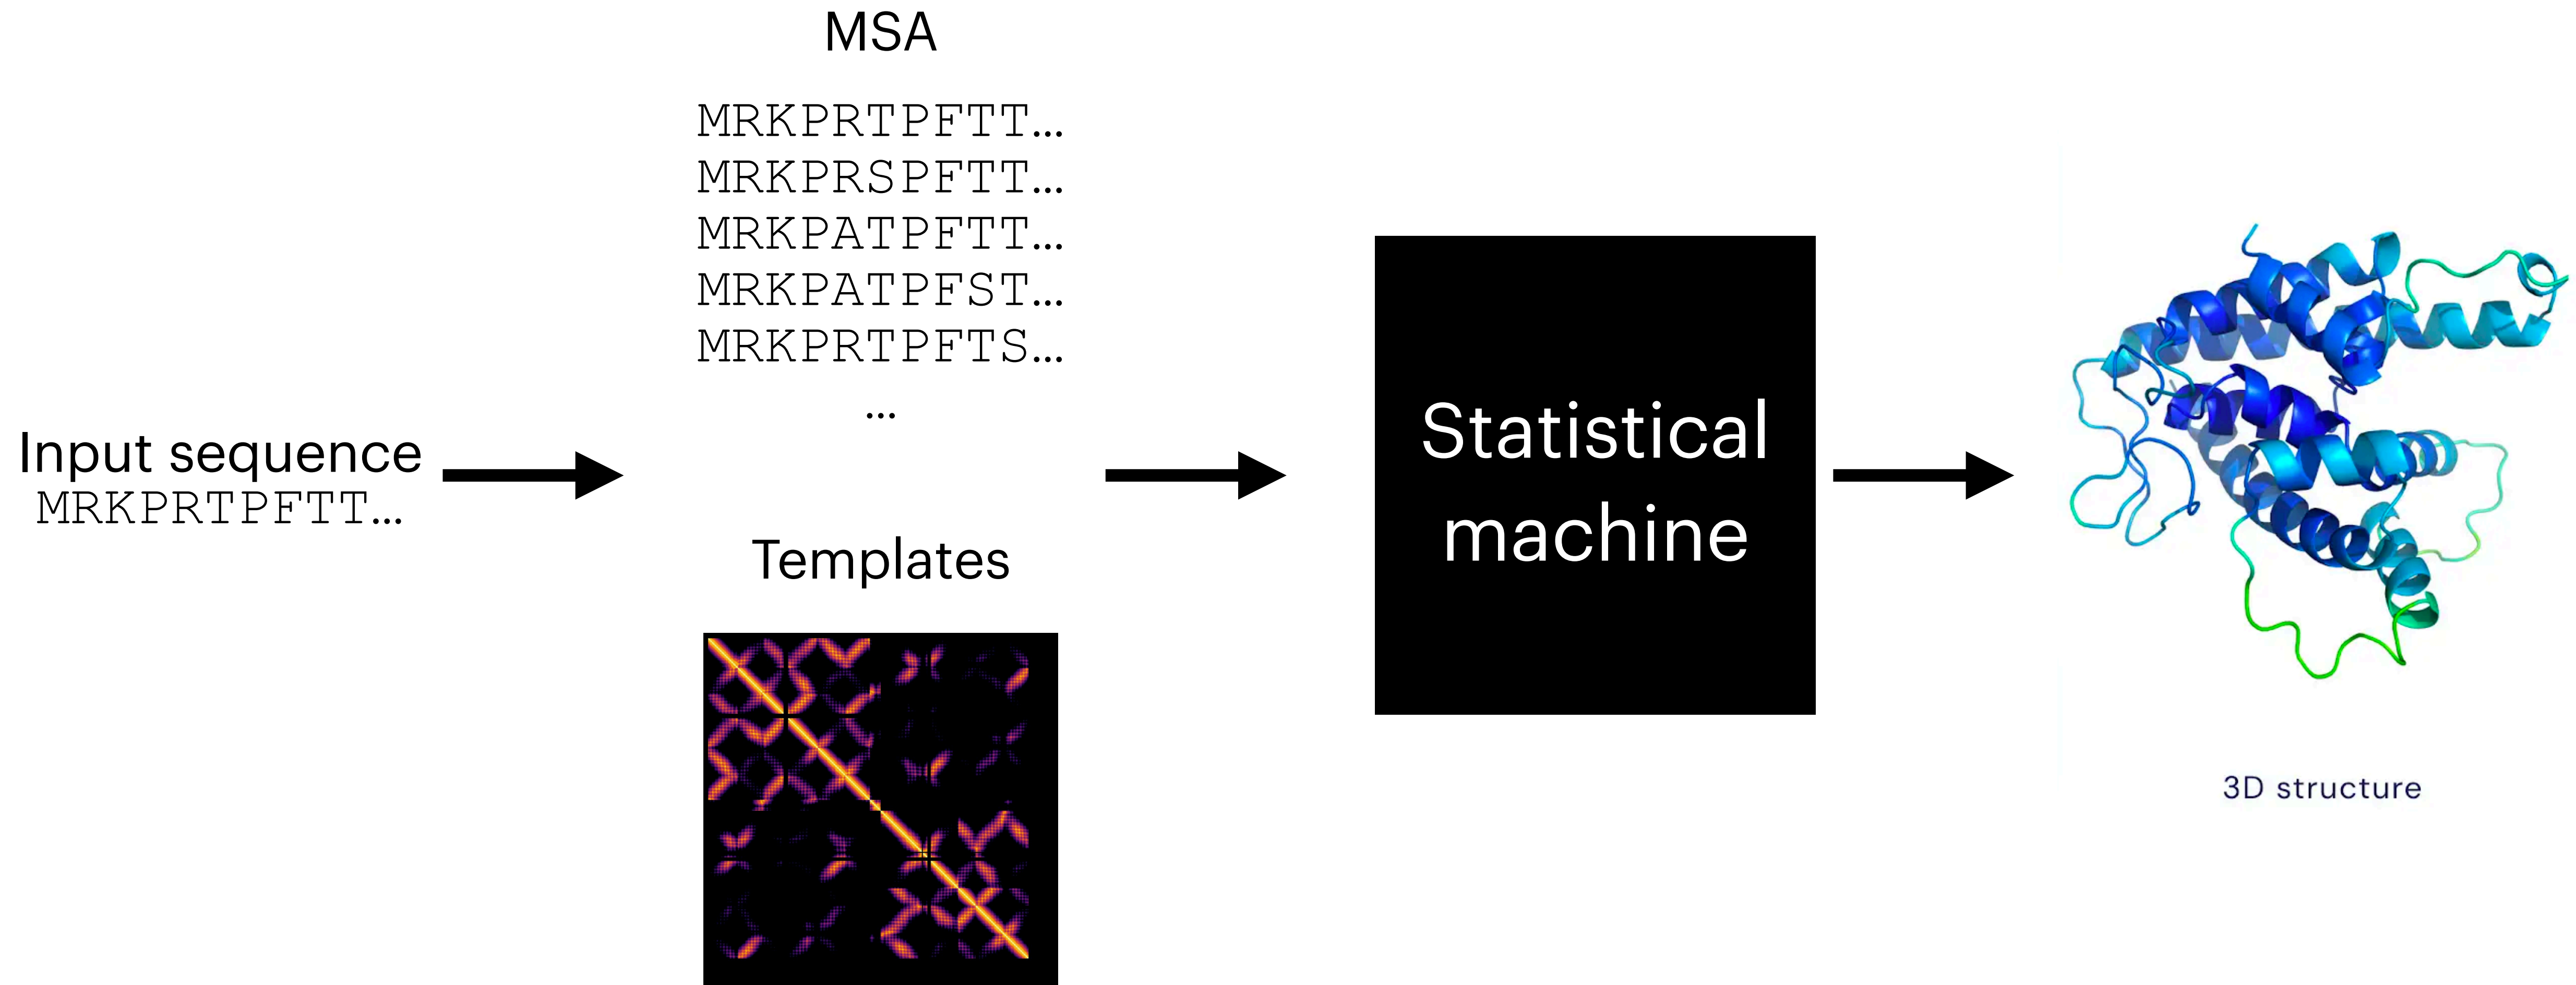 MSA
MRKPRTPFTT...
MRKPRSPFTT...
MRKPATPFTT...
MRKPATPFST...
MRKPRTPFTS...
...
Input sequence
MRKPRTPFTT...
Templates
Statistical
machine
3D structure